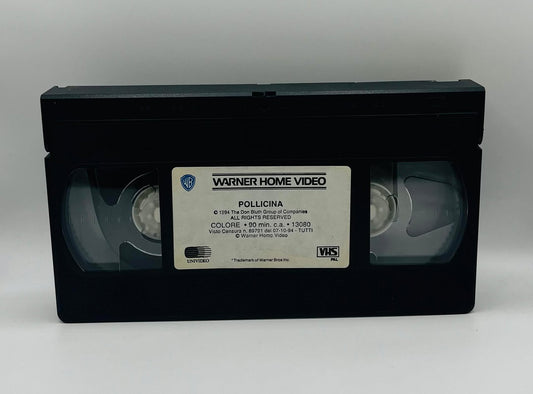 WB
WARNER HOME VIDEO
POLLICINA
© 1994 The Don Bluth Group of Companies
ALL RIGHTS RESERVED
COLORE • 90 min. c.a. • 13080
Visto Censura n. 89721 del 07-10-94 - TUTTI
© Warner Home Video
UNIVIDEO
*Trademark of Warner Bros Inc.
VHS
PAL